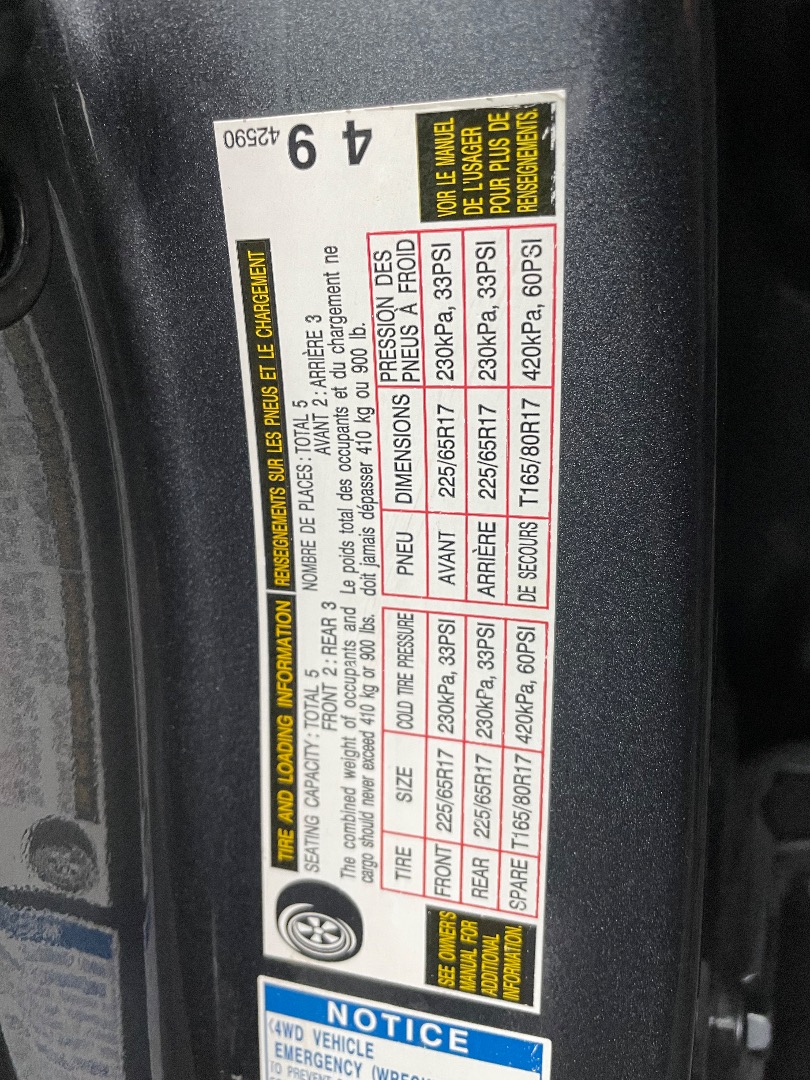 TIRE AND LOADING INFORMATION
SEATING CAPACITY : TOTAL 5
FRONT 2 : REAR 3
The combined weight of occupants and
cargo should never exceed 410 kg or 900 lbs.
TIRE SIZE COLD TIRE PRESSURE
FRONT 225/65R17 230kPa, 33PSI
REAR 225/65R17 230kPa, 33PSI
SPARE T165/80R17 420kPa, 60PSI
SEE OWNER'S
MANUAL FOR
ADDITIONAL
INFORMATION.
RENSEIGNEMENTS SUR LES PNEUS ET LE CHARGEMENT
NOMBRE DE PLACES : TOTAL 5
AVANT 2 : ARRIÈRE 3
Le poids total des occupants et du chargement ne
doit jamais dépasser 410 kg ou 900 lb.
PNEU DIMENSIONS PRESSION DES
PNEUS À FROID
AVANT 225/65R17 230kPa, 33PSI
ARRIÈRE 225/65R17 230kPa, 33PSI
DE SECOURS T165/80R17 420kPa, 60PSI
VOIR LE MANUEL
DE L'USAGER
POUR PLUS DE
RENSEIGNEMENTS.
42590
9
4
NOTICE
<4WD VEHICLE
EMERGENCY
TO PREVENT